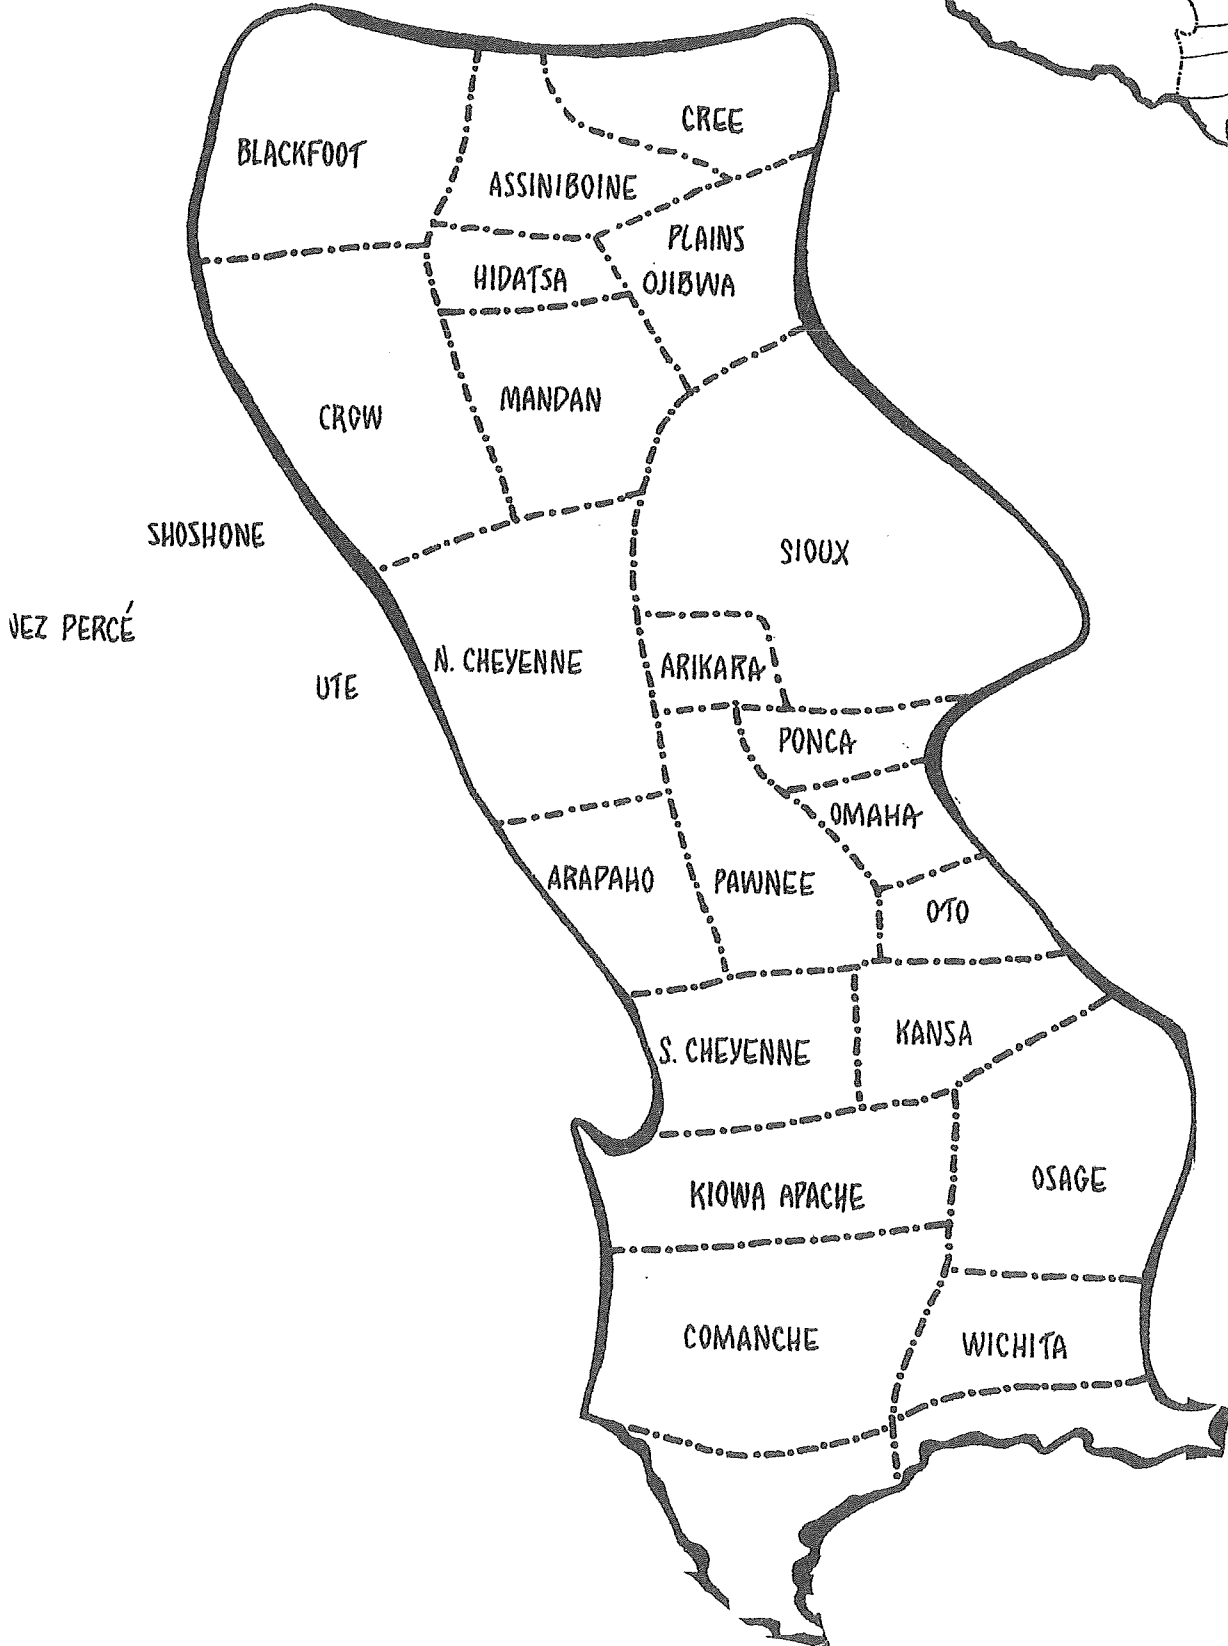 CREE
BLACKFOOT
ASSINIBOINE
PLAINS
OJIBWA
HIDATSA
MANDAN
CROW
SHOSHONE
SIOUX
NEZ PERCÉ
N. CHEYENNE
ARIKARA
UTE
PONCA
OMAHA
ARAPAHO
PAWNEE
OTO
KANSA
S. CHEYENNE
OSAGE
KIOWA APACHE
COMANCHE
WICHITA